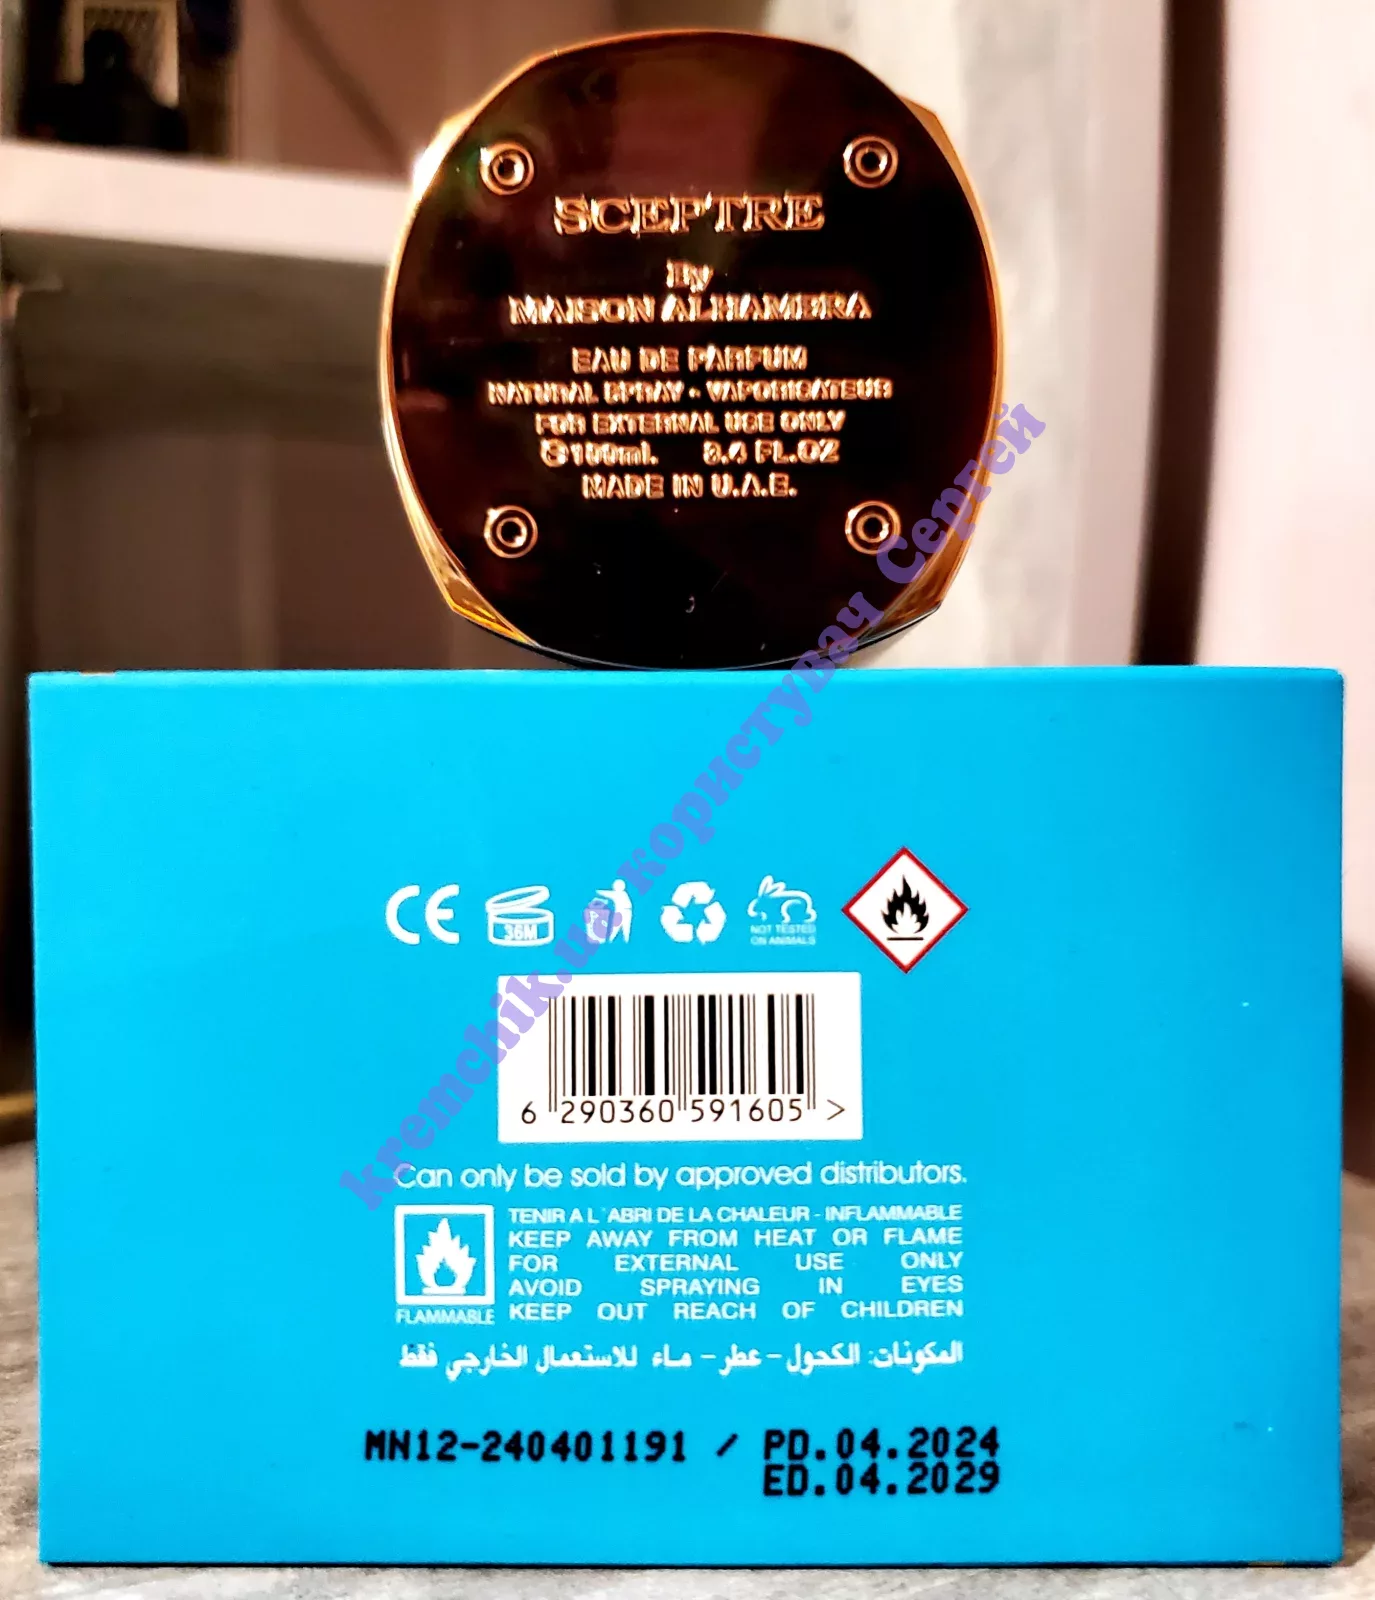 SCEPTRE
By
MAISON ALHAMBRA
EAU DE PARFUM
NATURAL SPRAY - VAPORISATEUR
FOR EXTERNAL USE ONLY
℮100ml. 3.4 FL.OZ
MADE IN U.A.E.
kremchik.ua користувач Сергей
CE
36M
NOT TESTED
ON ANIMALS
6 290360 591605 >
Can only be sold by approved distributors.
TENIR A L'ABRI DE LA CHALEUR - INFLAMMABLE
KEEP AWAY FROM HEAT OR FLAME
FOR EXTERNAL USE ONLY
AVOID SPRAYING IN EYES
KEEP OUT REACH OF CHILDREN
FLAMMABLE
المكونات: الكحول - عطر - ماء للاستعمال الخارجي فقط
MN12-240401191 / PD.04.2024
ED.04.2029